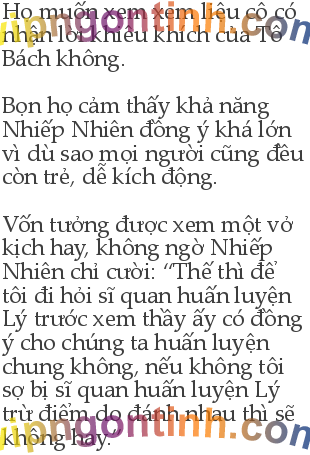 Họ muốn xem xem liệu cô có
nhận lời khiêu khích của Tô
Bách không.
Bọn họ cảm thấy khả năng
Nhiếp Nhiên đồng ý khá lớn
vì dù sao mọi người cũng đều
còn trẻ, dễ kích động.
Vốn tưởng được xem một vở
kịch hay, không ngờ Nhiếp
Nhiên chỉ cười: “Thế thì để
tôi đi hỏi sĩ quan huấn luyện
Lý trước xem thầy ấy có đồng
ý cho chúng ta huấn luyện
chung không, nếu không tôi
sợ bị sĩ quan huấn luyện Lý
trừ điểm do đánh nhau thì sẽ
không hay.”
vipngontinh.com
vipngontinh.com